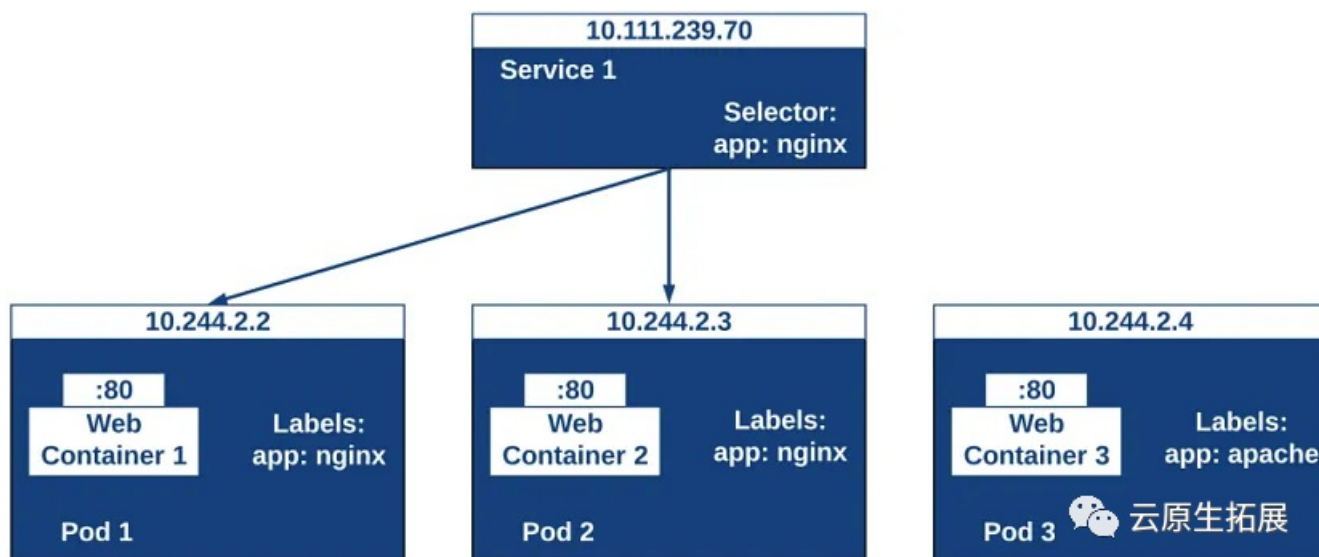 10.111.239.70
Service 1
Selector:
app: nginx
10.244.2.2
:80
Web
Container 1
Labels:
app: nginx
Pod 1
10.244.2.3
:80
Web
Container 2
Labels:
app: nginx
Pod 2
10.244.2.4
:80
Web
Container 3
Labels:
app: apache
Pod 3
云原生拓展